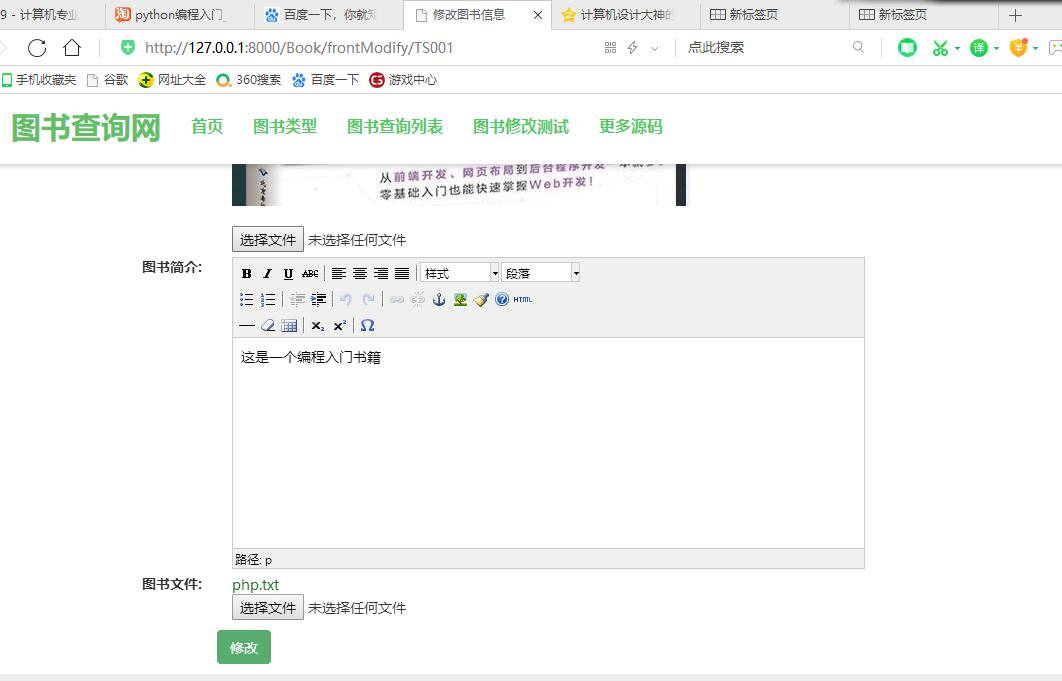 9 - 计算机专业
python编程入门_
百度一下，你就知
修改图书信息
计算机设计大神的
新标签页
新标签页
http://127.0.0.1:8000/Book/frontModify/TS001
点此搜索
译
手机收藏夹
谷歌
网址大全
360搜索
百度一下
游戏中心
图书查询网
首页
图书类型
图书查询列表
图书修改测试
更多源码
从前端开发、网页布局到后台程序开发
零基础入门也能快速掌握Web开发!
选择文件 未选择任何文件
图书简介:
B I U ABC 样式 段落
HTML
这是一个编程入门书籍
路径: p
图书文件:
php.txt
选择文件 未选择任何文件
修改